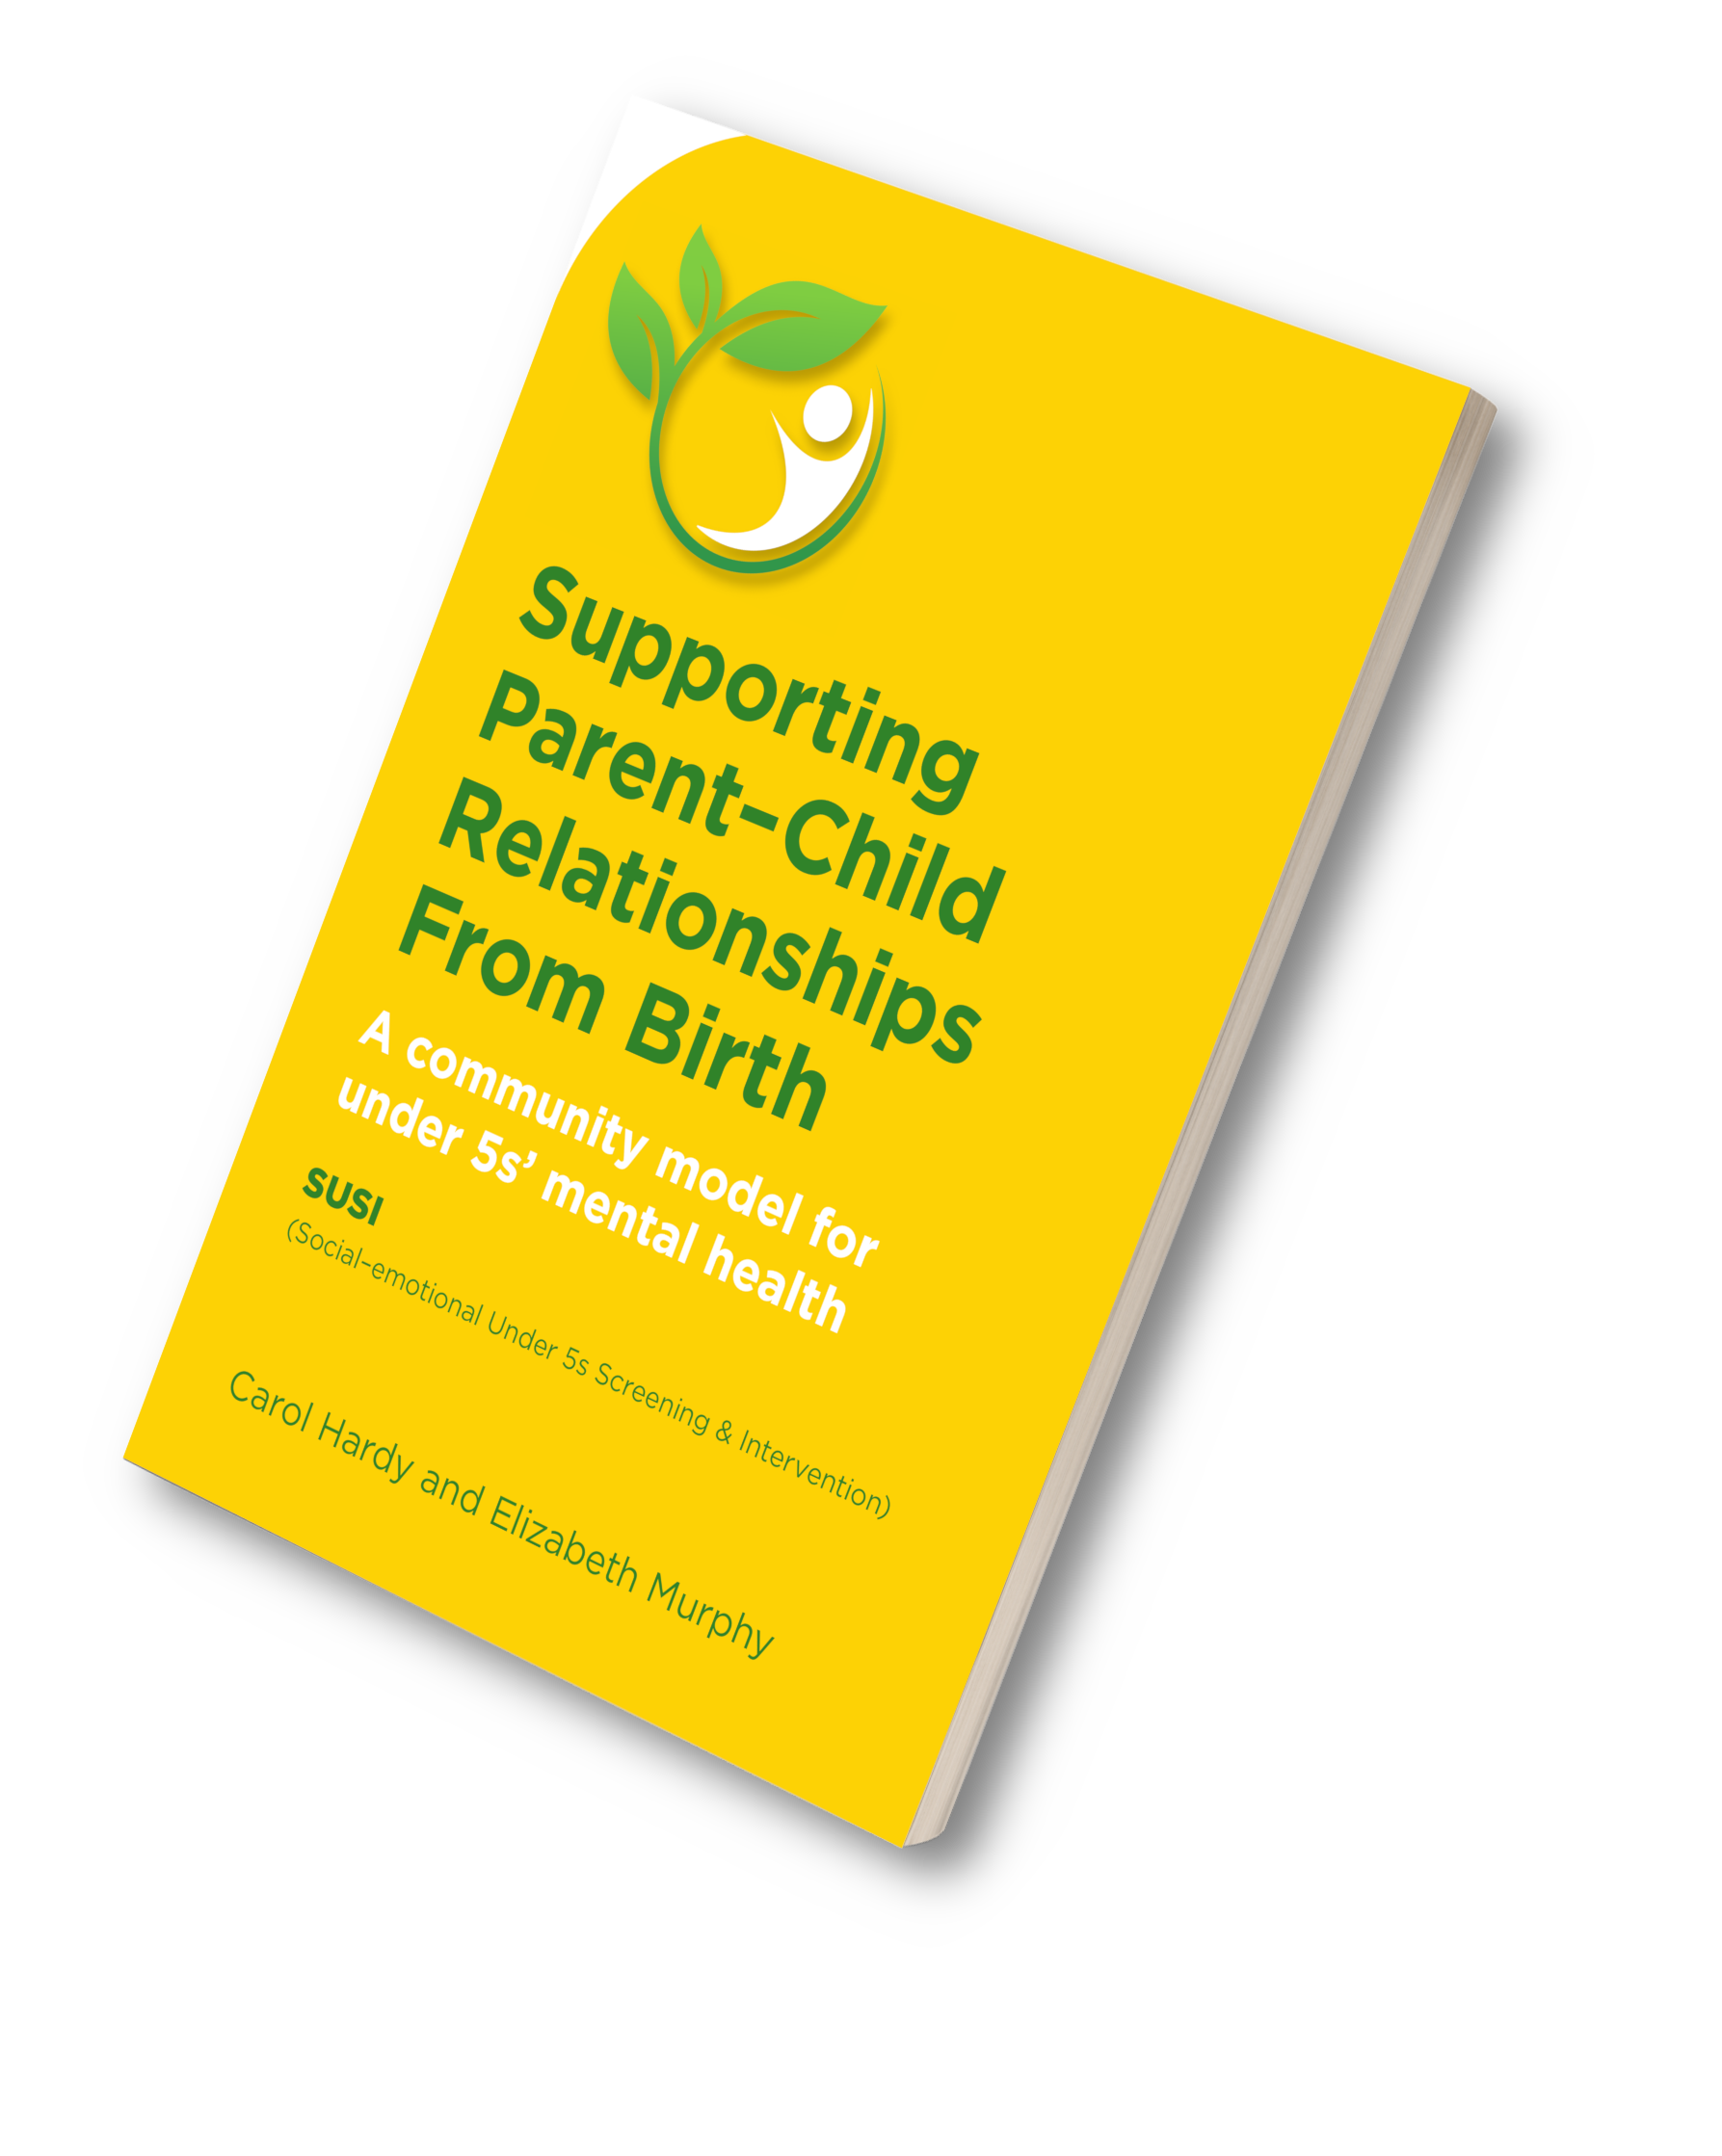 Supporting
Parent-Child
Relationships
From Birth
A community model for
under 5s’ mental health
susi
(Social-emotional Under 5s Screening & Intervention)
Carol Hardy and Elizabeth Murphy